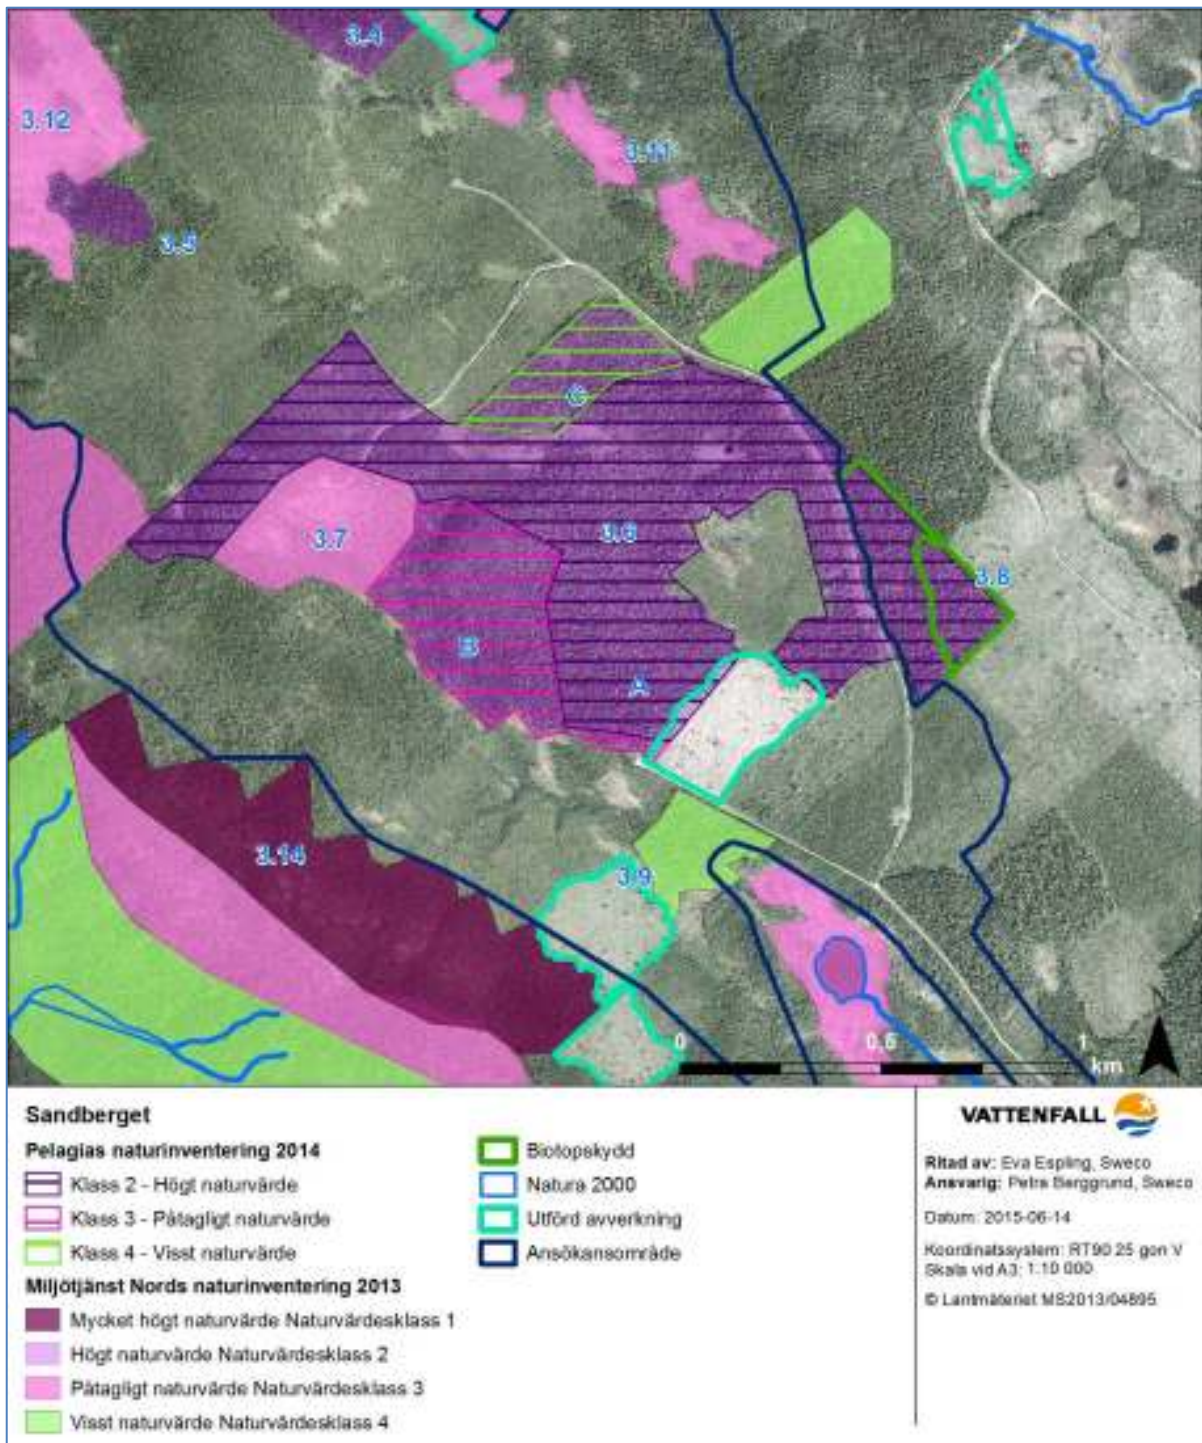 3.4
3.12
3.11
3.5
C
3.7
3.6
3.8
B
A
3.14
3.9
0
0,5
1
km
Sandberget
Pelagias naturinventering 2014
Klass 2 - Högt naturvärde
Klass 3 - Påtagligt naturvärde
Klass 4 - Visst naturvärde
Miljötjänst Nords naturinventering 2013
Mycket högt naturvärde Naturvärdesklass 1
Högt naturvärde Naturvärdesklass 2
Påtagligt naturvärde Naturvärdesklass 3
Visst naturvärde Naturvärdesklass 4
Biotopskydd
Natura 2000
Utförd avverkning
Ansökansområde
VATTENFALL
Ritad av: Eva Espling, Sweco
Ansvarig: Petra Berggrund, Sweco
Datum: 2015-06-14
Koordinatsystem: RT90 25 gon V
Skala vid A3: 1:10 000
© Lantmäteriet MS2013/04895